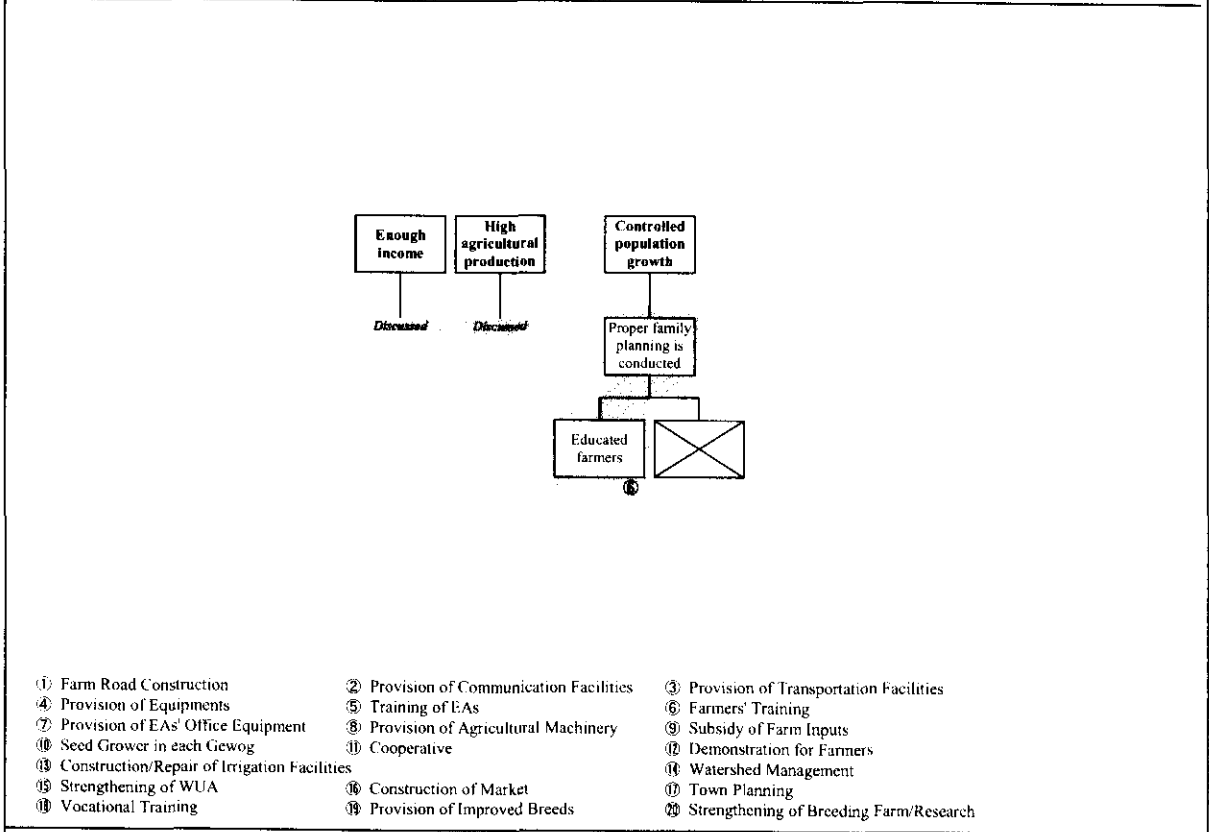 Enough
income
High
agricultural
production
Controlled
population
growth
Discussed
Discussed
Proper family
planning is
conducted
Educated
farmers
⑥
① Farm Road Construction
② Provision of Communication Facilities
③ Provision of Transportation Facilities
④ Provision of Equipments
⑤ Training of EAs
⑥ Farmers' Training
⑦ Provision of EAs' Office Equipment
⑧ Provision of Agricultural Machinery
⑨ Subsidy of Farm Inputs
⑩ Seed Grower in each Gewog
⑪ Cooperative
⑫ Demonstration for Farmers
⑬ Construction/Repair of Irrigation Facilities
⑭ Watershed Management
⑮ Strengthening of WUA
⑯ Construction of Market
⑰ Town Planning
⑱ Vocational Training
⑲ Provision of Improved Breeds
⑳ Strengthening of Breeding Farm/Research